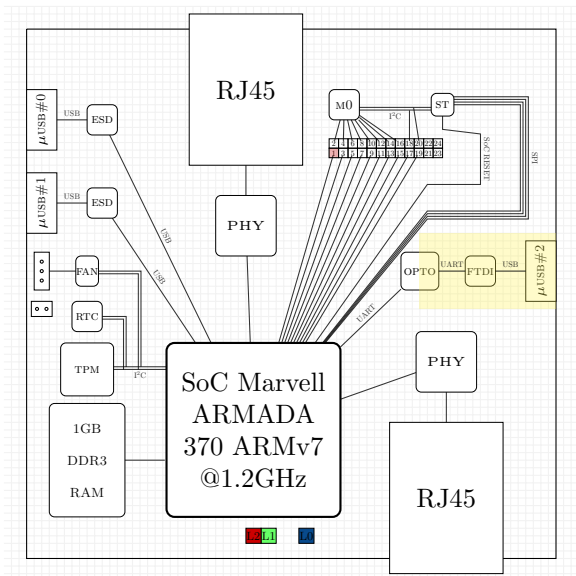 RJ45
μUSB#0
USB
ESD
M0
I²C
ST
2 4 6 8 10 12 14 16 18 20 22 24
1 3 5 7 9 11 13 15 17 19 21 23
SoC RESET
SPI
μUSB#1
USB
ESD
USB
USB
PHY
FAN
OPTO
UART
FTDI
USB
μUSB#2
RTC
UART
TPM
I²C
PHY
SoC Marvell
ARMADA
370 ARMv7
@1.2GHz
1GB
DDR3
RAM
RJ45
L2
L1
L0